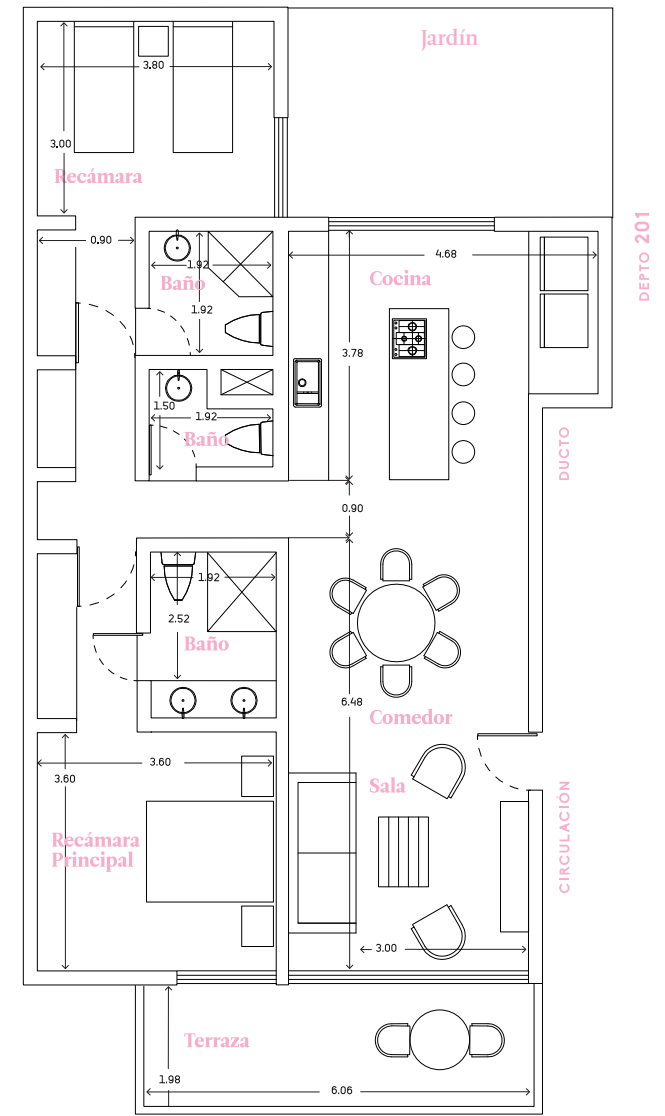 Jardín
3.80
3.00
Recámara
DEPTO 201
0.90
4.68
1.92
Baño
Cocina
1.92
3.78
1.50
1.92
Baño
DUCTO
0.90
1.92
2.52
Baño
6.48
Comedor
3.60
3.60
Sala
CIRCULACIÓN
Recámara
Principal
3.00
Terraza
1.98
6.06